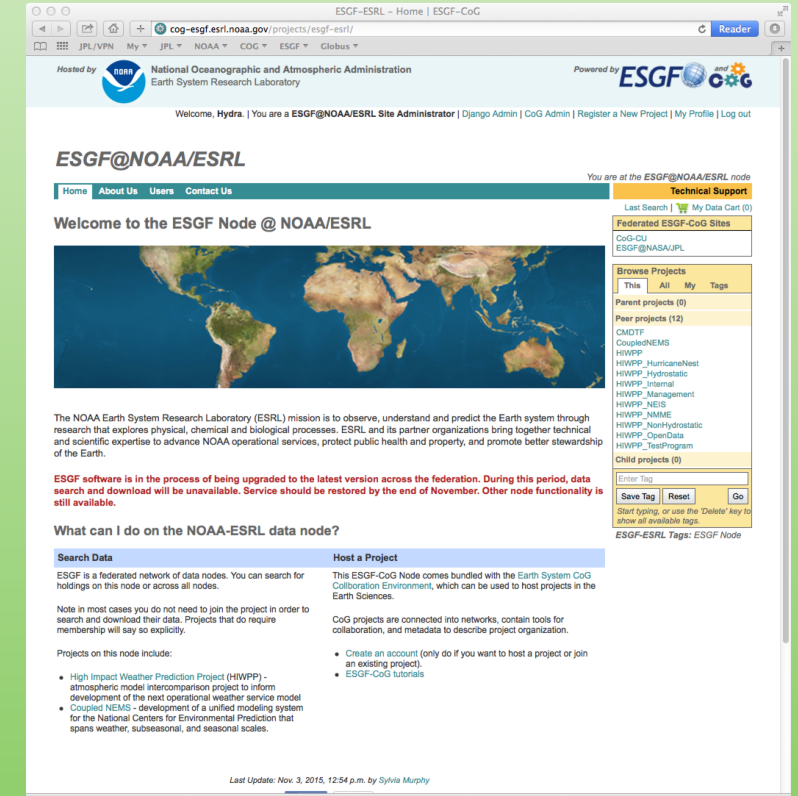 ESGF-ESRL – Home | ESGF-CoG
cog-esgf.esrl.noaa.gov/projects/esgf-esrl/
Reader
JPL/VPN My ▾ JPL ▾ NOAA ▾ COG ▾ ESGF ▾ Globus ▾
Hosted by
NOAA
National Oceanographic and Atmospheric Administration
Earth System Research Laboratory
Powered by ESGF and COG
Welcome, Hydra. | You are a ESGF@NOAA/ESRL Site Administrator | Django Admin | CoG Admin | Register a New Project | My Profile | Log out
ESGF@NOAA/ESRL
You are at the ESGF@NOAA/ESRL node
Home About Us Users Contact Us
Technical Support
Last Search | My Data Cart (0)
Welcome to the ESGF Node @ NOAA/ESRL
The NOAA Earth System Research Laboratory (ESRL) mission is to observe, understand and predict the Earth system through
research that explores physical, chemical and biological processes. ESRL and its partner organizations bring together technical
and scientific expertise to advance NOAA operational services, protect public health and property, and promote better stewardship
of the Earth.
ESGF software is in the process of being upgraded to the latest version across the federation. During this period, data
search and download will be unavailable. Service should be restored by the end of November. Other node functionality is
still available.
What can I do on the NOAA-ESRL data node?
Search Data
ESGF is a federated network of data nodes. You can search for
holdings on this node or across all nodes.
Note in most cases you do not need to join the project in order to
search and download their data. Projects that do require
membership will say so explicitly.
Projects on this node include:
• High Impact Weather Prediction Project (HIWPP) -
atmospheric model intercomparison project to inform
development of the next operational weather service model
• Coupled NEMS - development of a unified modeling system
for the National Centers for Environmental Prediction that
spans weather, subseasonal, and seasonal scales.
Host a Project
This ESGF-CoG Node comes bundled with the Earth System CoG
Collboration Environment, which can be used to host projects in the
Earth Sciences.
CoG projects are connected into networks, contain tools for
collaboration, and metadata to describe project organization.
• Create an account (only do if you want to host a project or join
an existing project).
• ESGF-CoG tutorials
Federated ESGF-CoG Sites
CoG-CU
ESGF@NASA/JPL
Browse Projects
This All My Tags
Parent projects (0)
Peer projects (12)
CMDTF
CoupledNEMS
HIWPP
HIWPP_HurricaneNest
HIWPP_Hydrostatic
HIWPP_Internal
HIWPP_Management
HIWPP_NEIS
HIWPP_NMME
HIWPP_NonHydrostatic
HIWPP_OpenData
HIWPP_TestProgram
Child projects (0)
Enter Tag
Save Tag Reset Go
Start typing, or use the 'Delete' key to
show all available tags.
ESGF-ESRL Tags: ESGF Node
Last Update: Nov. 3, 2015, 12:54 p.m. by Sylvia Murphy